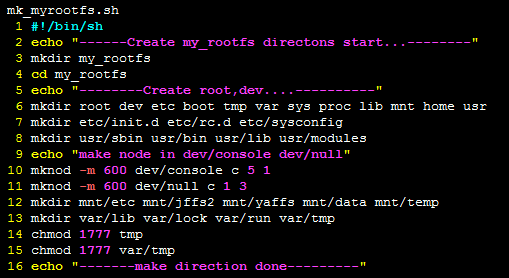 mk_myrootfs.sh
1 #!/bin/sh
2 echo "------Create my_rootfs directons start...--------"
3 mkdir my_rootfs
4 cd my_rootfs
5 echo "--------Create root,dev....----------"
6 mkdir root dev etc boot tmp var sys proc lib mnt home usr
7 mkdir etc/init.d etc/rc.d etc/sysconfig
8 mkdir usr/sbin usr/bin usr/lib usr/modules
9 echo "make node in dev/console dev/null"
10 mknod -m 600 dev/console c 5 1
11 mknod -m 600 dev/null c 1 3
12 mkdir mnt/etc mnt/jffs2 mnt/yaffs mnt/data mnt/temp
13 mkdir var/lib var/lock var/run var/tmp
14 chmod 1777 tmp
15 chmod 1777 var/tmp
16 echo "-------make direction done---------"